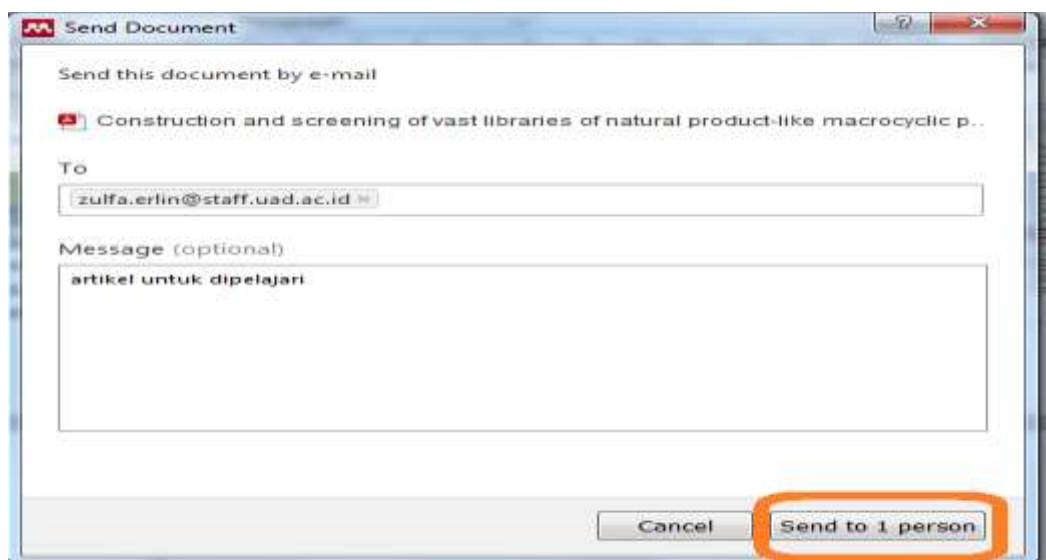 Send Document
Send this document by e-mail
Construction and screening of vast libraries of natural product-like macrocyclic p..
To
zulfa.erlin@staff.uad.ac.id
Message (optional)
artikel untuk dipelajari
Cancel
Send to 1 person